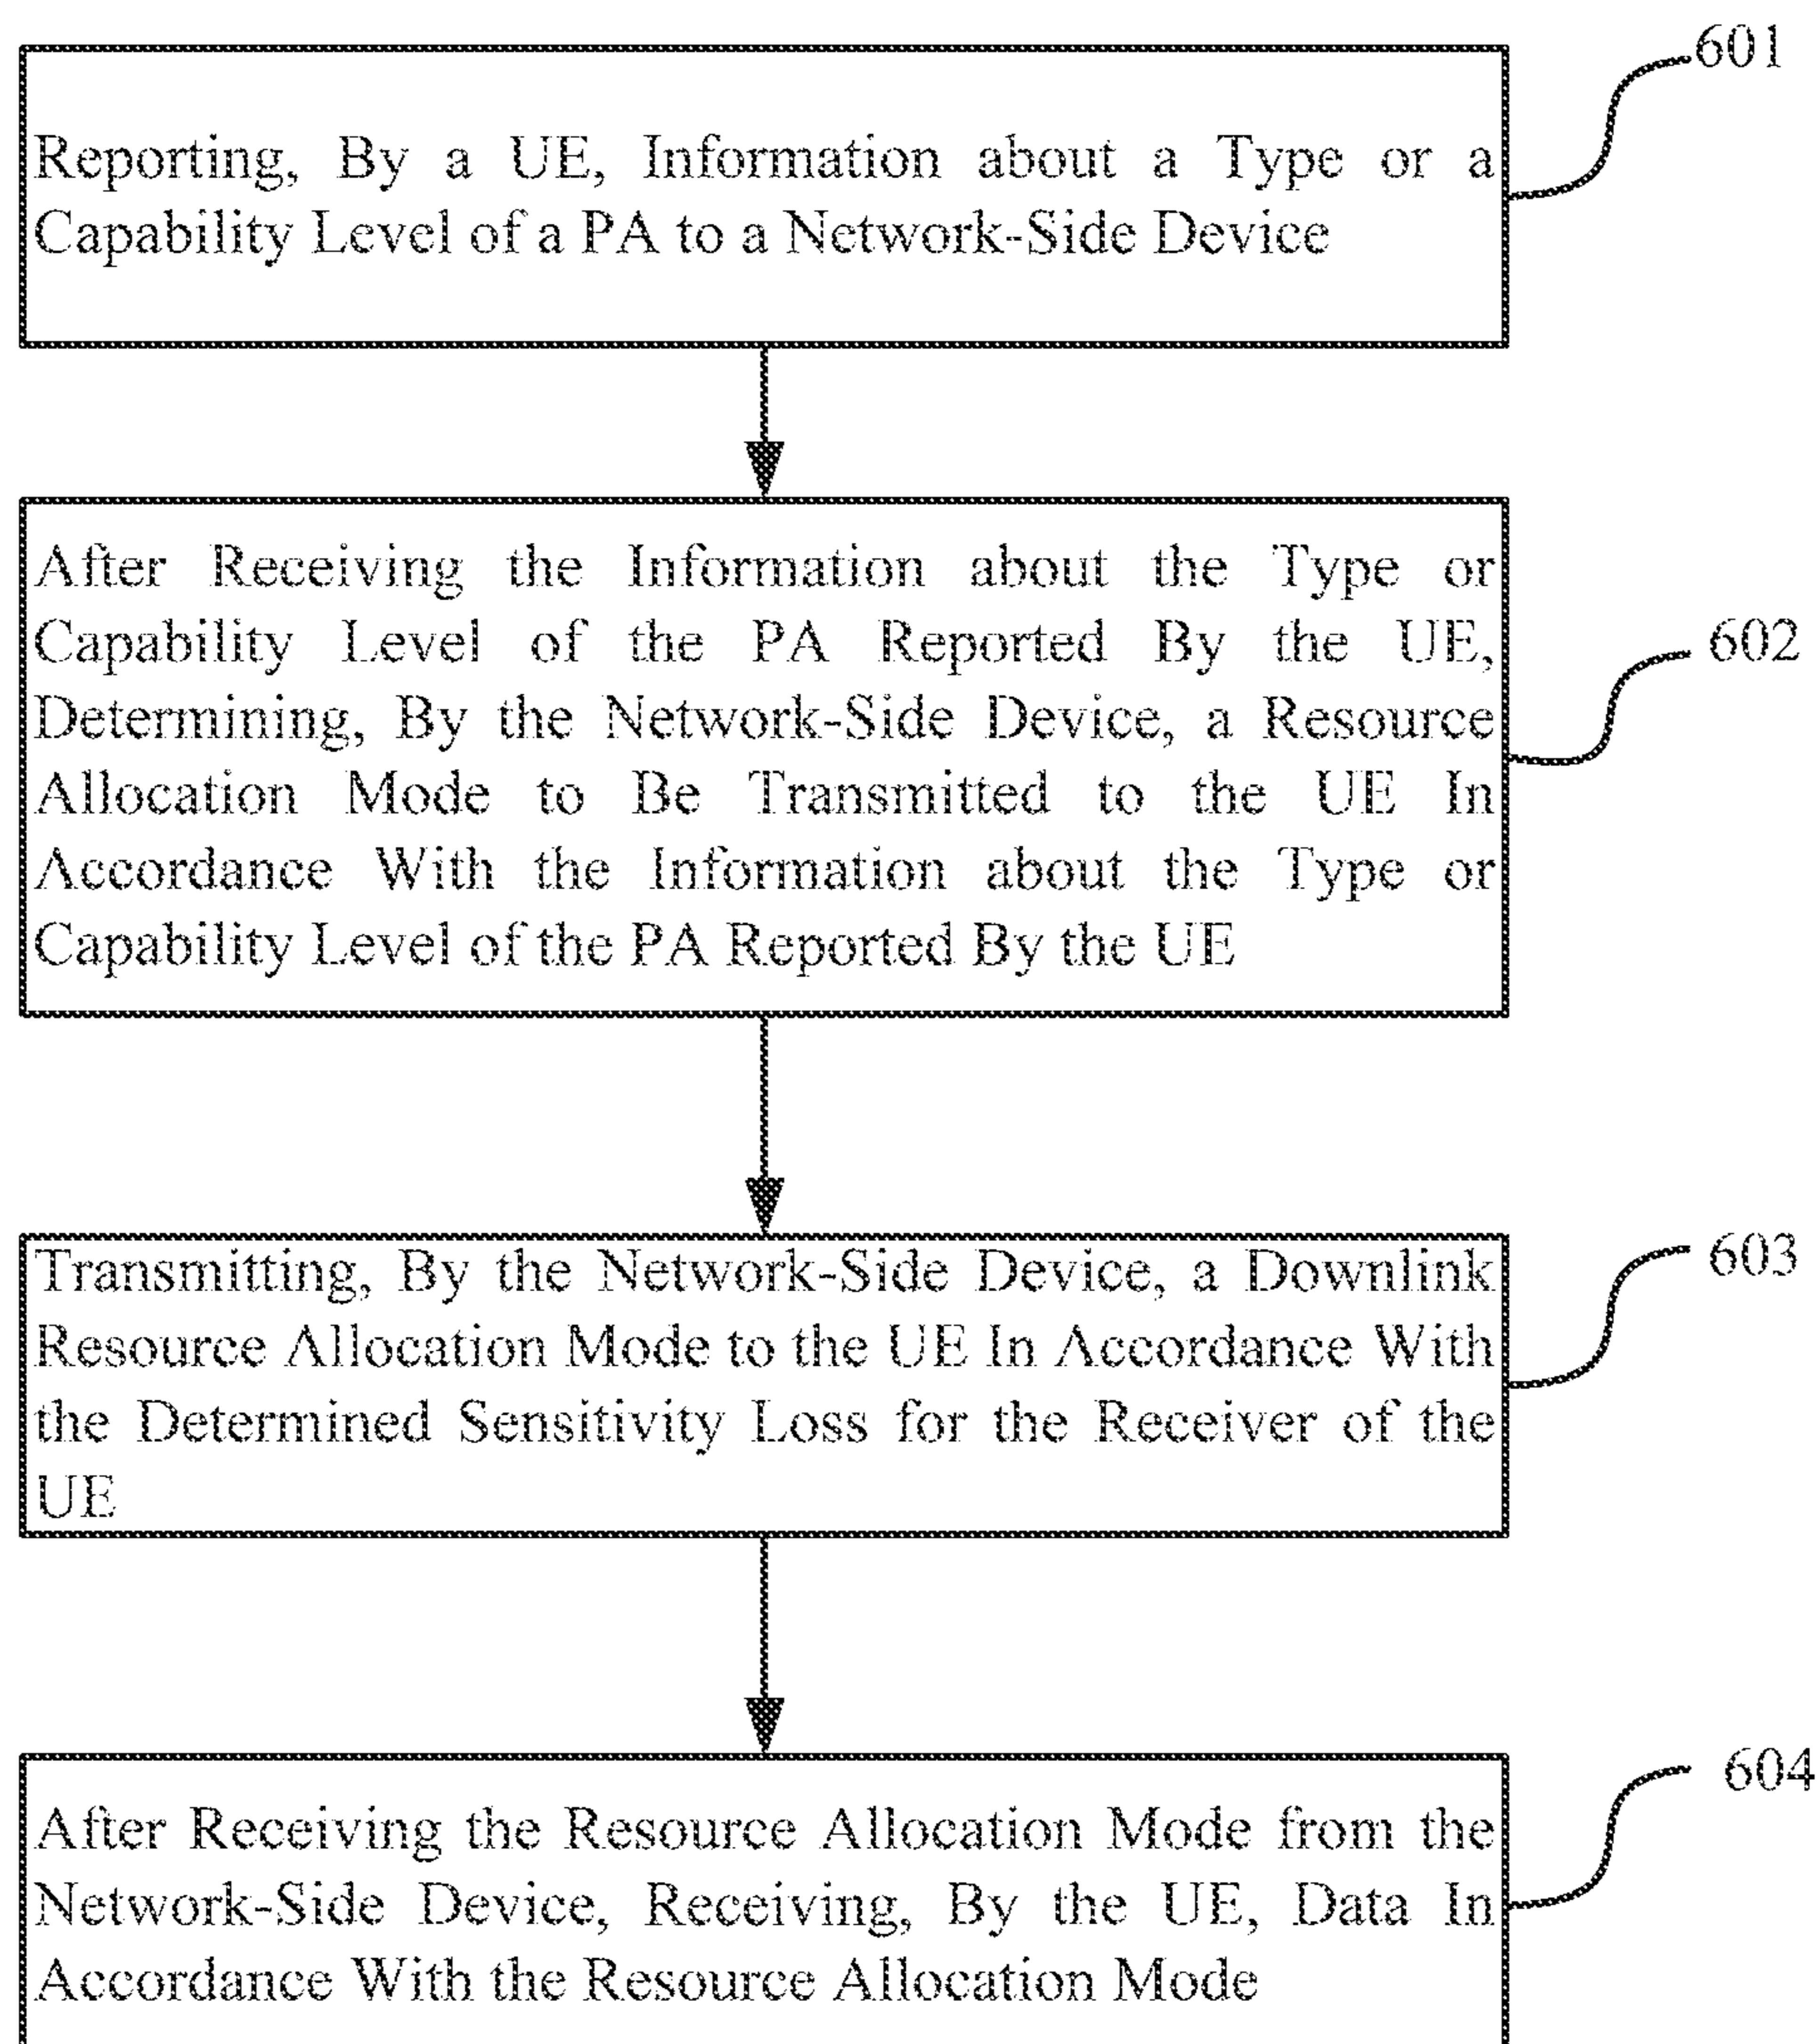 601
Reporting, By a UE, Information about a Type or a
Capability Level of a PA to a Network-Side Device
After Receiving the Information about the Type or
Capability Level of the PA Reported By the UE,
Determining, By the Network-Side Device, a Resource
Allocation Mode to Be Transmitted to the UE In
Accordance With the Information about the Type or
Capability Level of the PA Reported By the UE
602
Transmitting, By the Network-Side Device, a Downlink
Resource Allocation Mode to the UE In Accordance With
the Determined Sensitivity Loss for the Receiver of the
UE
603
After Receiving the Resource Allocation Mode from the
Network-Side Device, Receiving, By the UE, Data In
Accordance With the Resource Allocation Mode
604